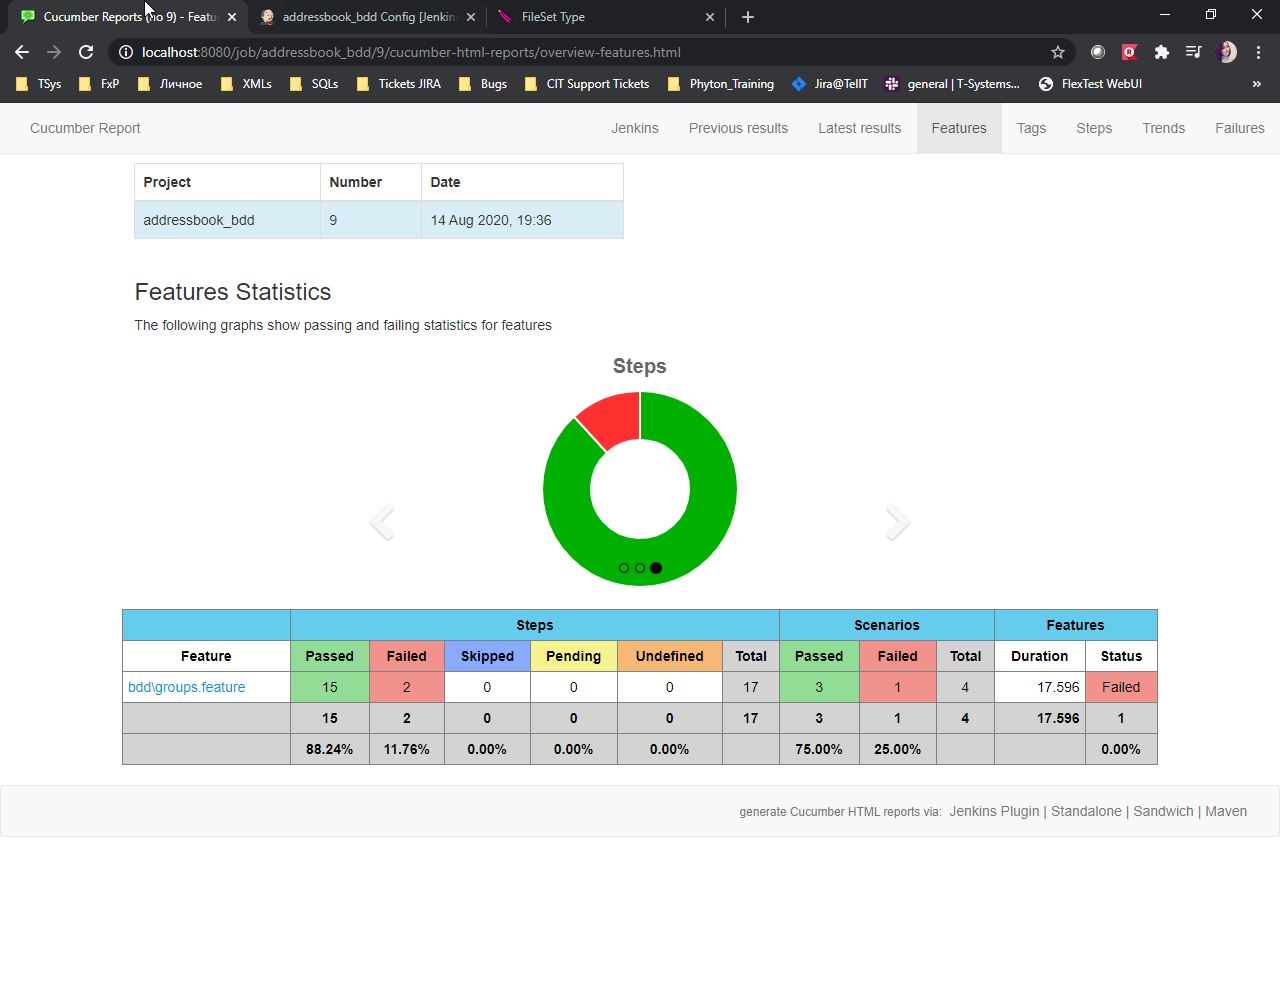 Cucumber Reports (no 9) - Featu
addressbook_bdd Config [Jenkin
FileSet Type
localhost:8080/job/addressbook_bdd/9/cucumber-html-reports/overview-features.html
TSys FxP Личное XMLs SQLs Tickets JIRA Bugs CIT Support Tickets Phyton_Training Jira@TelIT general | T-Systems... FlexTest WebUI »
Cucumber Report Jenkins Previous results Latest results Features Tags Steps Trends Failures
Project Number Date
addressbook_bdd 9 14 Aug 2020, 19:36
Features Statistics
The following graphs show passing and failing statistics for features
Steps
Steps Scenarios Features
Feature Passed Failed Skipped Pending Undefined Total Passed Failed Total Duration Status
bdd\groups.feature 15 2 0 0 0 17 3 1 4 17.596 Failed
15 2 0 0 0 17 3 1 4 17.596 1
88.24% 11.76% 0.00% 0.00% 0.00% 75.00% 25.00% 0.00%
generate Cucumber HTML reports via: Jenkins Plugin | Standalone | Sandwich | Maven